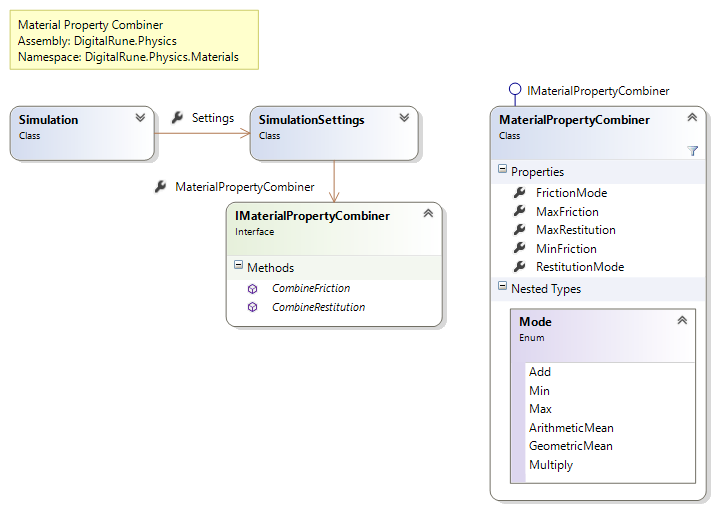 Material Property Combiner
Assembly: DigitalRune.Physics
Namespace: DigitalRune.Physics.Materials
Simulation
Class
Settings
SimulationSettings
Class
MaterialPropertyCombiner
IMaterialPropertyCombiner
Interface
Methods
CombineFriction
CombineRestitution
IMaterialPropertyCombiner
MaterialPropertyCombiner
Class
Properties
FrictionMode
MaxFriction
MaxRestitution
MinFriction
RestitutionMode
Nested Types
Mode
Enum
Add
Min
Max
ArithmeticMean
GeometricMean
Multiply